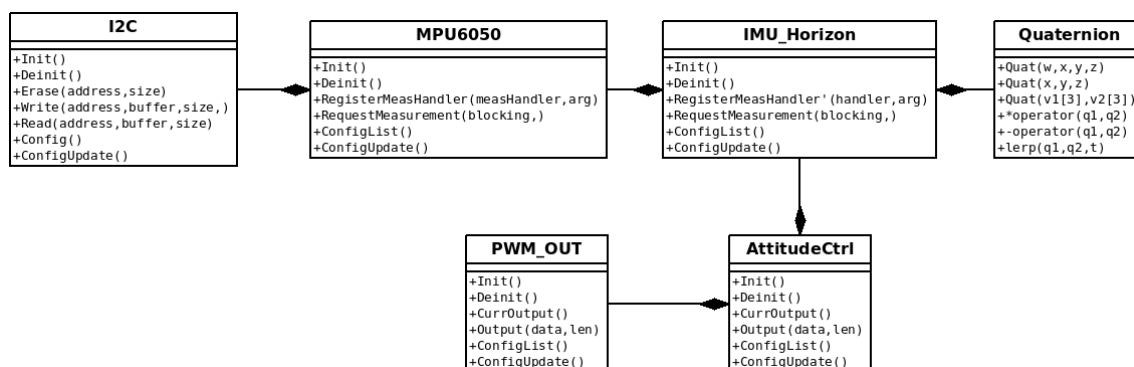 I2C
+Init()
+Deinit()
+Erase(address,size)
+Write(address,buffer,size,)
+Read(address,buffer,size)
+Config()
+ConfigUpdate()
MPU6050
+Init()
+Deinit()
+RegisterMeasHandler(measHandler,arg)
+RequestMeasurement(blocking,)
+ConfigList()
+ConfigUpdate()
IMU_Horizon
+Init()
+Deinit()
+RegisterMeasHandler'(handler,arg)
+RequestMeasurement(blocking,)
+ConfigList()
+ConfigUpdate()
Quaternion
+Quat(w,x,y,z)
+Quat(x,y,z)
+Quat(v1[3],v2[3])
+*operator(q1,q2)
+-operator(q1,q2)
+lerp(q1,q2,t)
PWM_OUT
+Init()
+Deinit()
+CurrOutput()
+Output(data,len)
+ConfigList()
+ConfigUpdate()
AttitudeCtrl
+Init()
+Deinit()
+CurrOutput()
+Output(data,len)
+ConfigList()
+ConfigUpdate()